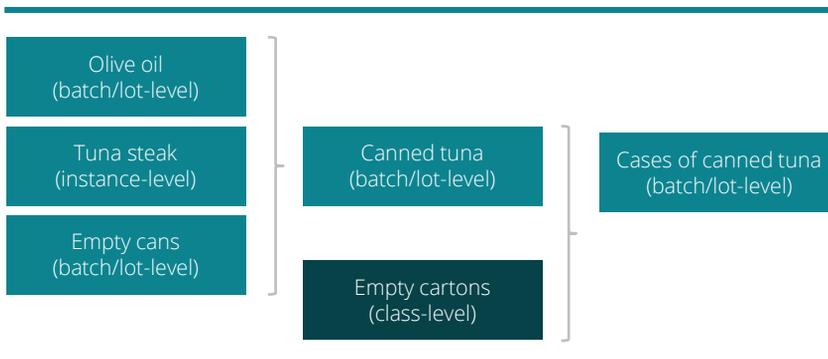 Olive oil
(batch/lot-level)
Tuna steak
(instance-level)
Empty cans
(batch/lot-level)
Canned tuna
(batch/lot-level)
Empty cartons
(class-level)
Cases of canned tuna
(batch/lot-level)